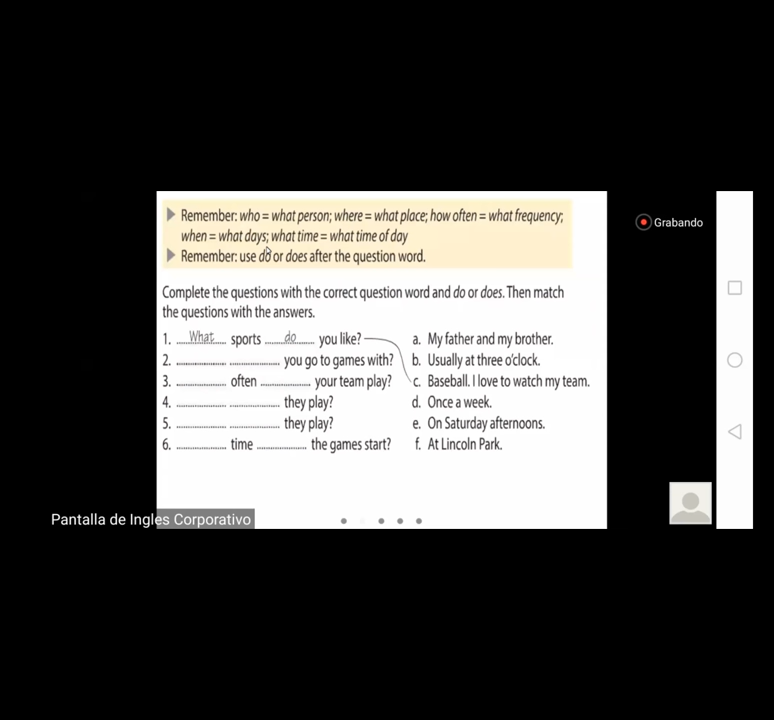 Remember: who = what person; where = what place; how often = what frequency;
when = what days; what time = what time of day
Remember: use do or does after the question word.
Grabando
Complete the questions with the correct question word and do or does. Then match
the questions with the answers.
1. What sports do you like?
2. ............ ............ you go to games with?
3. ............ often ............ your team play?
4. ............ ............ they play?
5. ............ ............ they play?
6. ............ time ............ the games start?
a. My father and my brother.
b. Usually at three o'clock.
c. Baseball. I love to watch my team.
d. Once a week.
e. On Saturday afternoons.
f. At Lincoln Park.
Pantalla de Ingles Corporativo